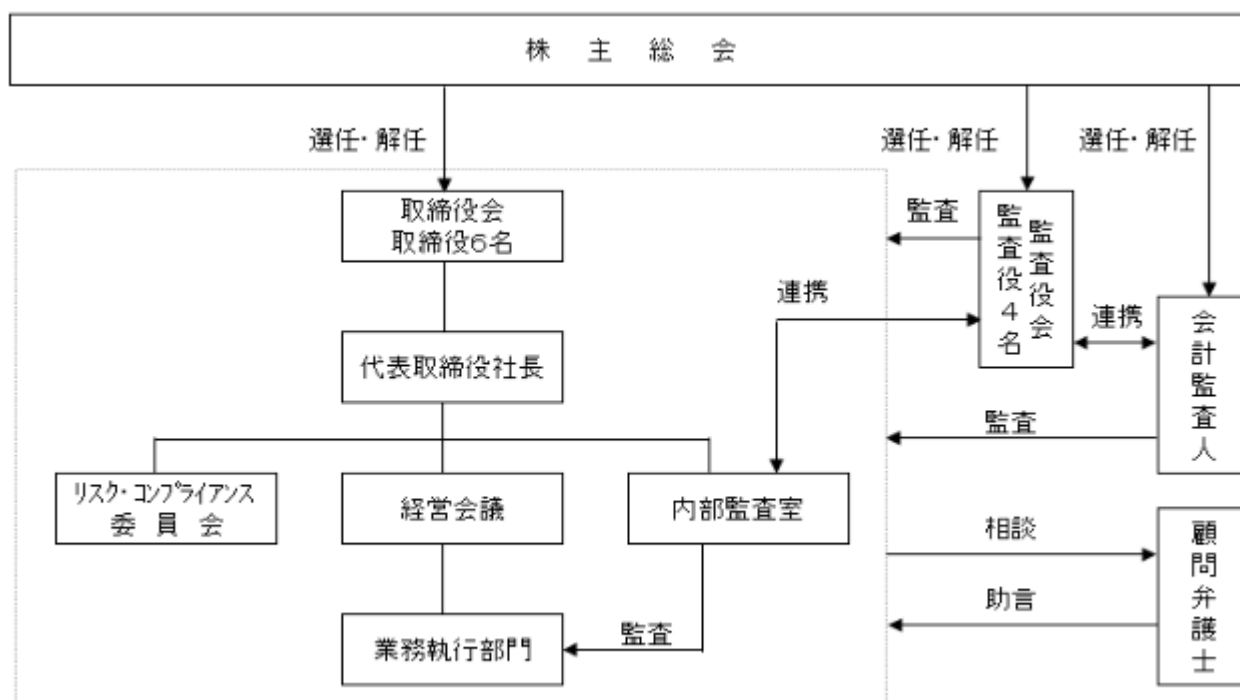 株 主 総 会
選任・解任
選任・解任
選任・解任
取締役会
取締役6名
監査
監査役会
監査役4名
連携
連携
会計監査人
代表取締役社長
監査
リスク・コンプライアンス
委 員 会
経営会議
内部監査室
相談
顧問弁護士
助言
業務執行部門
監査